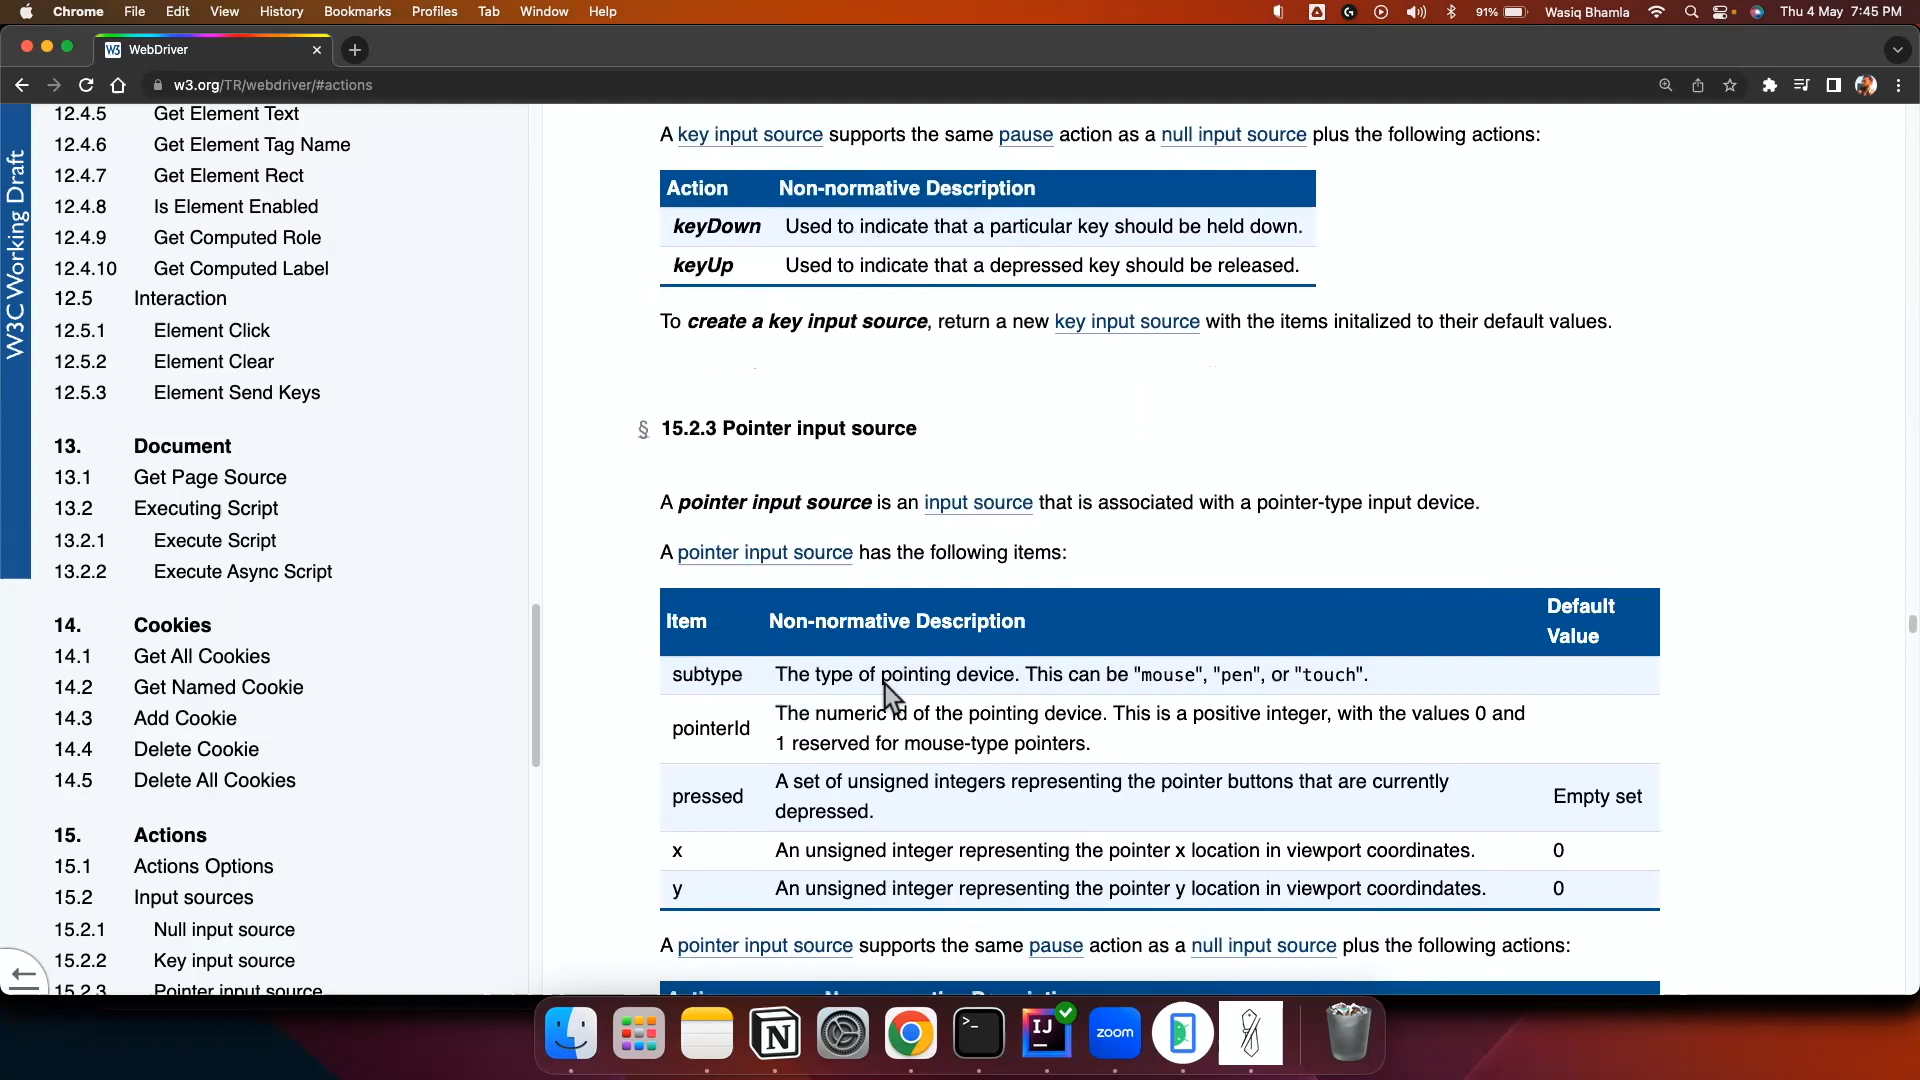 Chrome File Edit View History Bookmarks Profiles Tab Window Help 91% Wasiq Bhamla Thu 4 May 7:45 PM
WebDriver
w3.org/TR/webdriver/#actions
W3C Working Draft
12.4.5 Get Element Text
12.4.6 Get Element Tag Name
12.4.7 Get Element Rect
12.4.8 Is Element Enabled
12.4.9 Get Computed Role
12.4.10 Get Computed Label
12.5 Interaction
12.5.1 Element Click
12.5.2 Element Clear
12.5.3 Element Send Keys
13. Document
13.1 Get Page Source
13.2 Executing Script
13.2.1 Execute Script
13.2.2 Execute Async Script
14. Cookies
14.1 Get All Cookies
14.2 Get Named Cookie
14.3 Add Cookie
14.4 Delete Cookie
14.5 Delete All Cookies
15. Actions
15.1 Actions Options
15.2 Input sources
15.2.1 Null input source
15.2.2 Key input source
15.2.3 Pointer input source
A key input source supports the same pause action as a null input source plus the following actions:
Action Non-normative Description
keyDown Used to indicate that a particular key should be held down.
keyUp Used to indicate that a depressed key should be released.
To create a key input source, return a new key input source with the items initalized to their default values.
§ 15.2.3 Pointer input source
A pointer input source is an input source that is associated with a pointer-type input device.
A pointer input source has the following items:
Item Non-normative Description Default
Value
subtype The type of pointing device. This can be "mouse", "pen", or "touch".
pointerId The numeric id of the pointing device. This is a positive integer, with the values 0 and
1 reserved for mouse-type pointers.
pressed A set of unsigned integers representing the pointer buttons that are currently
depressed. Empty set
x An unsigned integer representing the pointer x location in viewport coordinates. 0
y An unsigned integer representing the pointer y location in viewport coordindates. 0
A pointer input source supports the same pause action as a null input source plus the following actions:
IJ
zoom